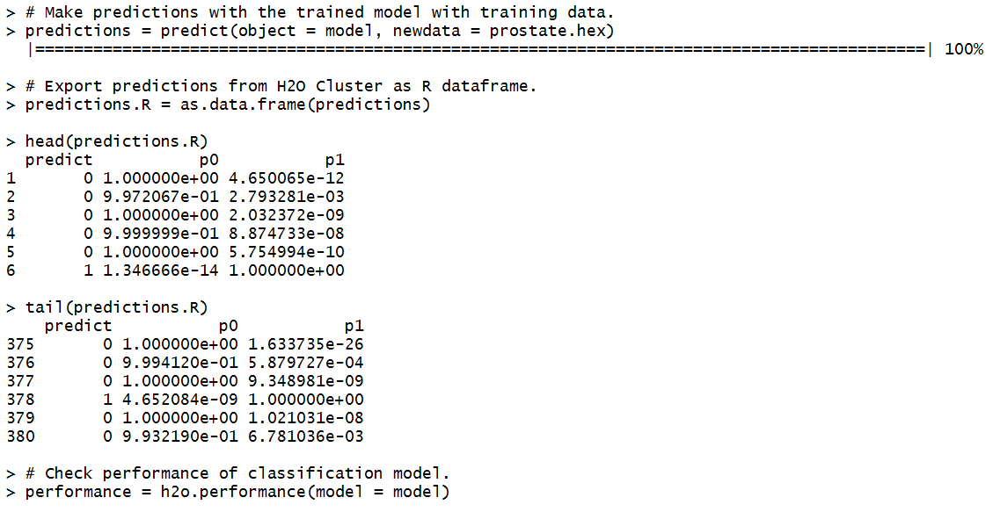 > # Make predictions with the trained model with training data.
> predictions = predict(object = model, newdata = prostate.hex)
  |=============================================================================================| 100%
> # Export predictions from H2O Cluster as R dataframe.
> predictions.R = as.data.frame(predictions)
> head(predictions.R)
  predict           p0           p1
1       0 1.000000e+00 4.650065e-12
2       0 9.972067e-01 2.793281e-03
3       0 1.000000e+00 2.032372e-09
4       0 9.999999e-01 8.874733e-08
5       0 1.000000e+00 5.754994e-10
6       1 1.346666e-14 1.000000e+00
> tail(predictions.R)
    predict           p0           p1
375       0 1.000000e+00 1.633735e-26
376       0 9.994120e-01 5.879727e-04
377       0 1.000000e+00 9.348981e-09
378       1 4.652084e-09 1.000000e+00
379       0 1.000000e+00 1.021031e-08
380       0 9.932190e-01 6.781036e-03
> # Check performance of classification model.
> performance = h2o.performance(model = model)